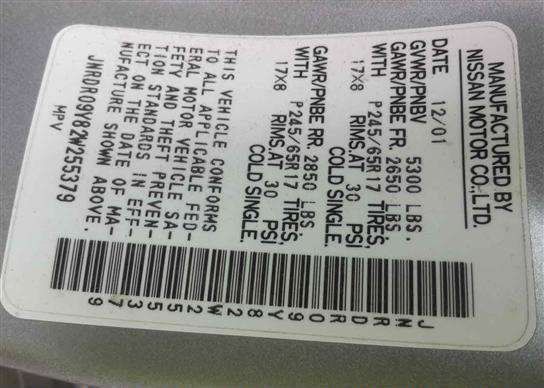 MANUFACTURED BY
NISSAN MOTOR CO.,LTD.
DATE 12/01
GVWR/PNBV 5300 LBS.
GAWR/PNBE FR. 2650 LBS.
WITH P245/65R17 TIRES,
17X8 RIMS,AT 30 PSI
COLD SINGLE.
GAWR/PNBE RR. 2850 LBS
WITH P245/65R17 TIRES,
17X8 RIMS,AT 30 PSI
COLD SINGLE.
THIS VEHICLE CONFORMS
TO ALL APPLICABLE FED-
ERAL MOTOR VEHICLE SA-
FETY AND THEFT PREVEN-
TION STANDARDS IN EFF-
ECT ON THE DATE OF MA-
NUFACTURE SHOWN ABOVE.
JNRDR09Y82W255379
MPV
JNRDR09Y82W255379